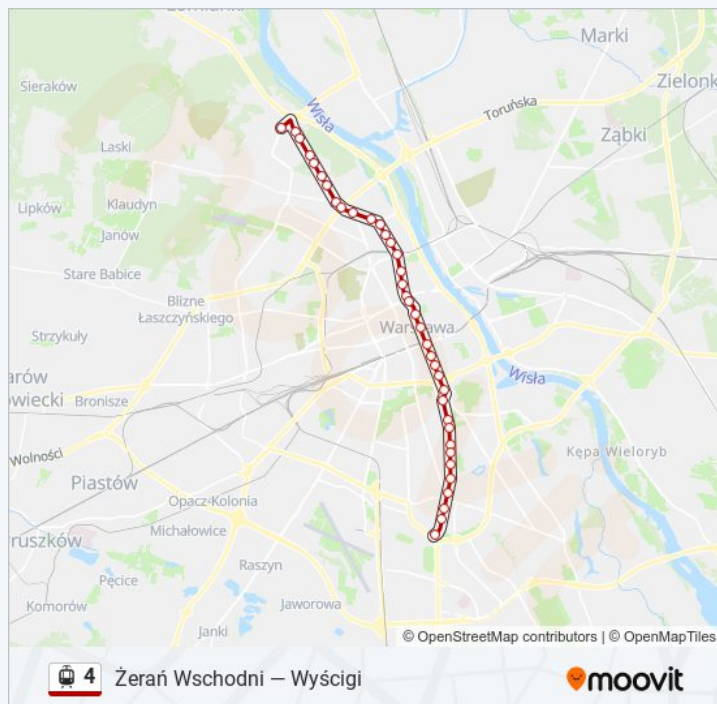 Marki
Sieraków
Zielonk
Wisła
Toruńska
Ząbki
Laski
Lipków
Klaudyn
Janów
Stare Babice
Blizne
Łaszczyńskiego
Strzykuły
Warszawa
arów
owiecki
Bronisze
Wisła
Wolności
Kępa Wieloryb
Piastów
Opacz-Kolonia
Michałowice
ruszków
Raszyn
Pęcice
Komorów
Jaworowa
Janki
© OpenStreetMap contributors | © OpenMapTiles
4 Żerań Wschodni — Wyścigi
moovit